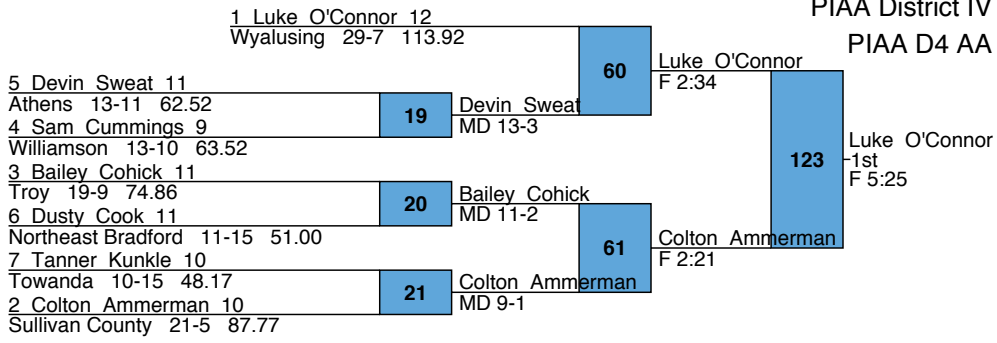 PIAA District IV
PIAA D4 AA
1 Luke O'Connor 12
Wyalusing 29-7 113.92
5 Devin Sweat 11
Athens 13-11 62.52
4 Sam Cummings 9
Williamson 13-10 63.52
3 Bailey Cohick 11
Troy 19-9 74.86
6 Dusty Cook 11
Northeast Bradford 11-15 51.00
7 Tanner Kunkle 10
Towanda 10-15 48.17
2 Colton Ammerman 10
Sullivan County 21-5 87.77
19
Devin Sweat
MD 13-3
20
Bailey Cohick
MD 11-2
21
Colton Ammerman
MD 9-1
60
Luke O'Connor
F 2:34
61
Colton Ammerman
F 2:21
123
Luke O'Connor
1st
F 5:25